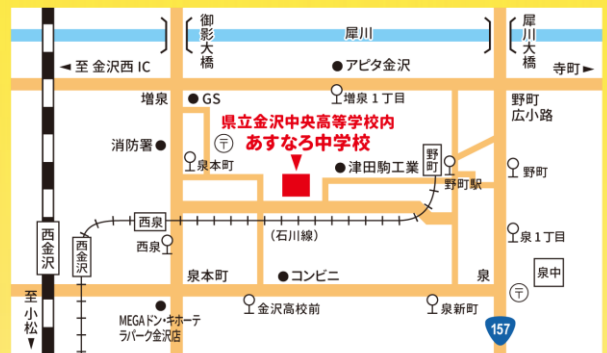 御影大橋
犀川
犀川大橋
◄ 至 金沢西 IC
●アピタ金沢
寺町►
増泉
●GS
増泉１丁目
野町
広小路
県立金沢中央高等学校内
あすなろ中学校
消防署●
〒
泉本町
●津田駒工業
野町
野町駅
野町
西泉
(石川線)
西金沢
西金沢
西泉
泉１丁目
泉本町
●コンビニ
泉
泉中
至小松▼
〒
金沢高校前
泉新町
MEGAドン・キホーテ
ラパーク金沢店
157